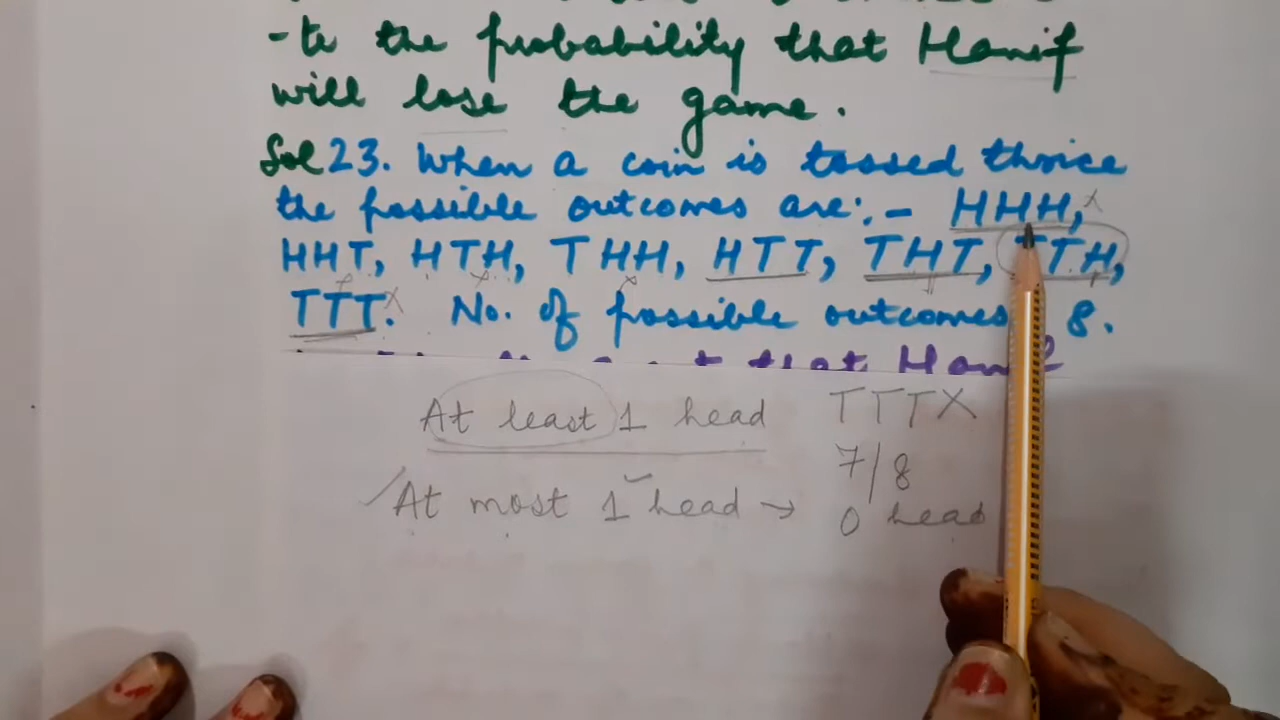 -te the probability that Hanif
will lose the game.
Sol 23. When a coin is tossed thrice
the possible outcomes are:- HHH, x
HHT, HTH, THH, HTT, THT, TTH,
TTT. x No. of possible outcomes 8.
that Hanif
At least 1 head TTT X
7/8
At most 1 head → 0 head